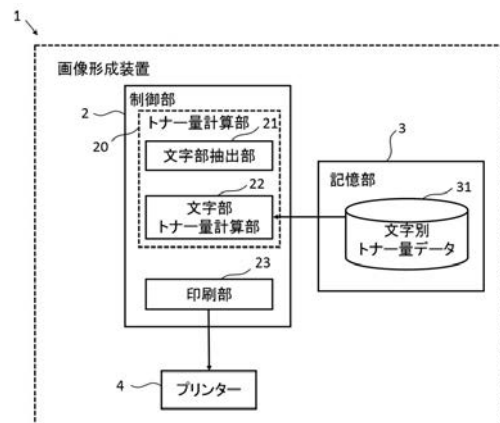 1
画像形成装置
制御部
2
トナー量計算部
20
21
文字部抽出部
22
文字部
トナー量計算部
3
記憶部
31
文字別
トナー量データ
23
印刷部
4
プリンター